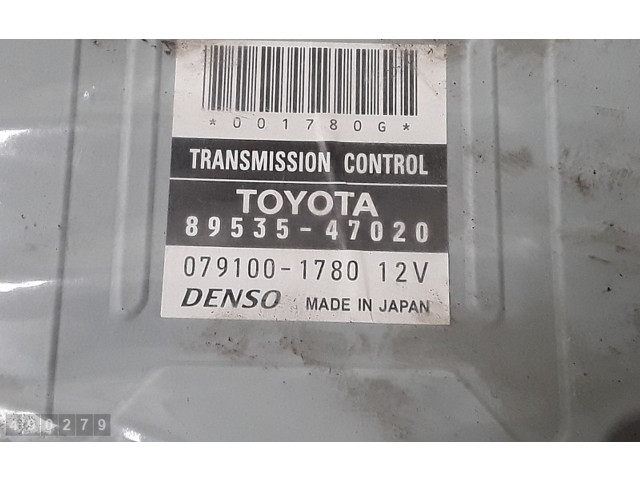 *001780G*
TRANSMISSION CONTROL
TOYOTA
89535-47020
079100-1780 12V
DENSO MADE IN JAPAN
490279